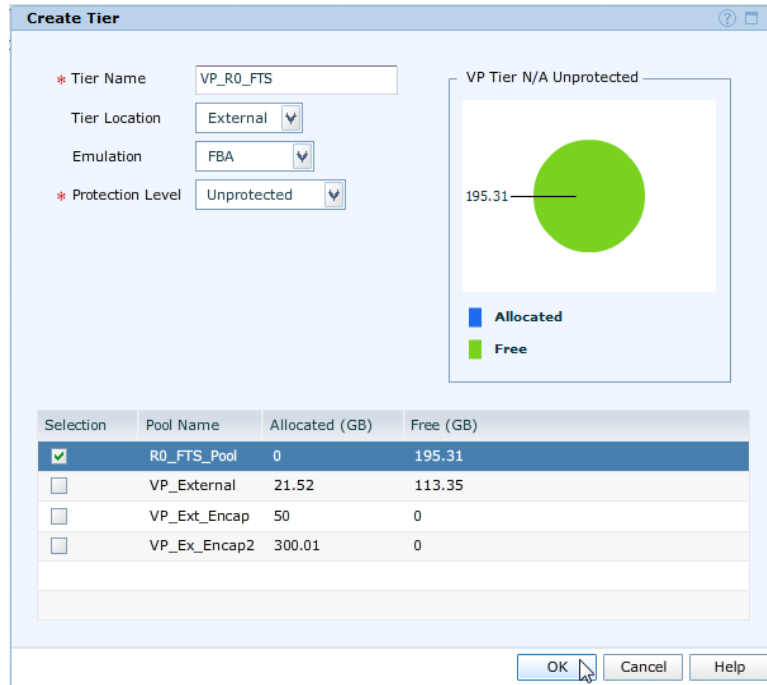 Create Tier
* Tier Name VP_R0_FTS
Tier Location External
Emulation FBA
* Protection Level Unprotected
VP Tier N/A Unprotected
195.31
Allocated
Free
Selection Pool Name Allocated (GB) Free (GB)
R0_FTS_Pool 0 195.31
VP_External 21.52 113.35
VP_Ext_Encap 50 0
VP_Ex_Encap2 300.01 0
OK Cancel Help